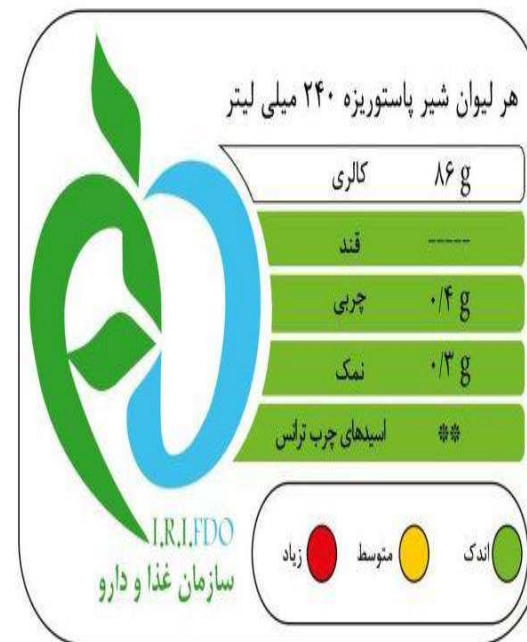 هر لیوان شیر پاستوریزه ۲۴۰ میلی لیتر
کالری ۸۶ g
قند -----
چربی ۰/۴ g
نمک ۰/۳ g
اسیدهای چرب ترانس **
اندک متوسط زیاد
I.R.I.FDO
سازمان غذا و دارو